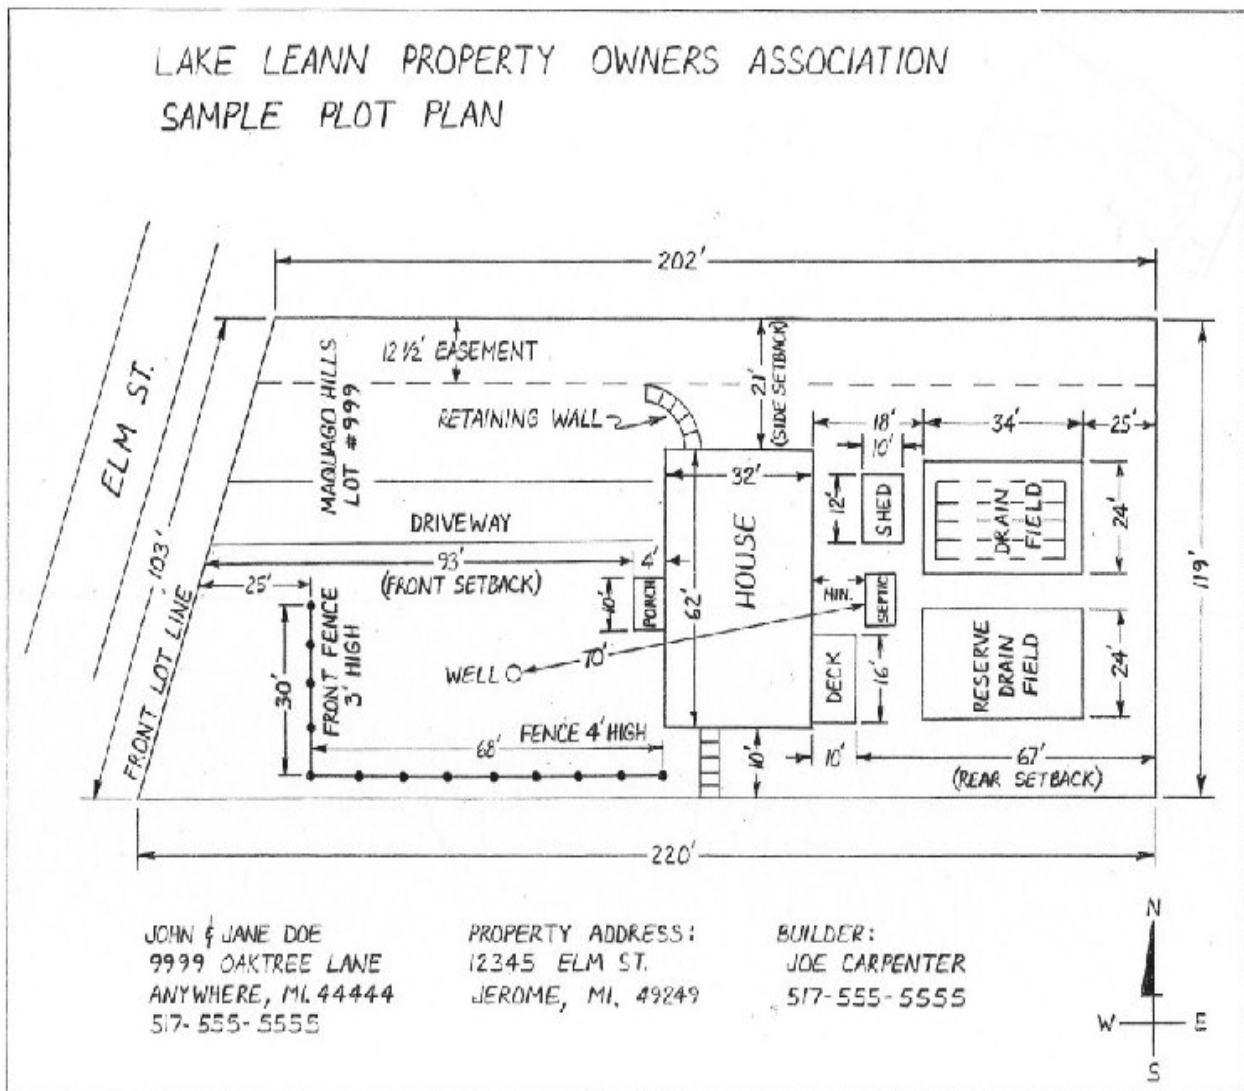 LAKE LEANN PROPERTY OWNERS ASSOCIATION
SAMPLE PLOT PLAN
202'
ELM ST.
12 1/2' EASEMENT
MAQUAGO HILLS
LOT #999
21'
(SIDE SETBACK)
RETAINING WALL
18'
34'
25'
10'
32'
12'
SHED
DRAIN
FIELD
24'
119'
DRIVEWAY
HOUSE
103'
93'
4'
(FRONT SETBACK)
25'
10'
PORCH
62'
MIN.
SEPTIC
FRONT LOT LINE
30'
FRONT FENCE
3' HIGH
WELL
70'
DECK
16'
RESERVE
DRAIN
FIELD
24'
FENCE 4' HIGH
68'
10'
10'
67'
(REAR SETBACK)
220'
JOHN & JANE DOE
9999 OAKTREE LANE
ANYWHERE, MI. 44444
517-555-5555
PROPERTY ADDRESS:
12345 ELM ST.
JEROME, MI. 49249
BUILDER:
JOE CARPENTER
517-555-5555
N
W E
S